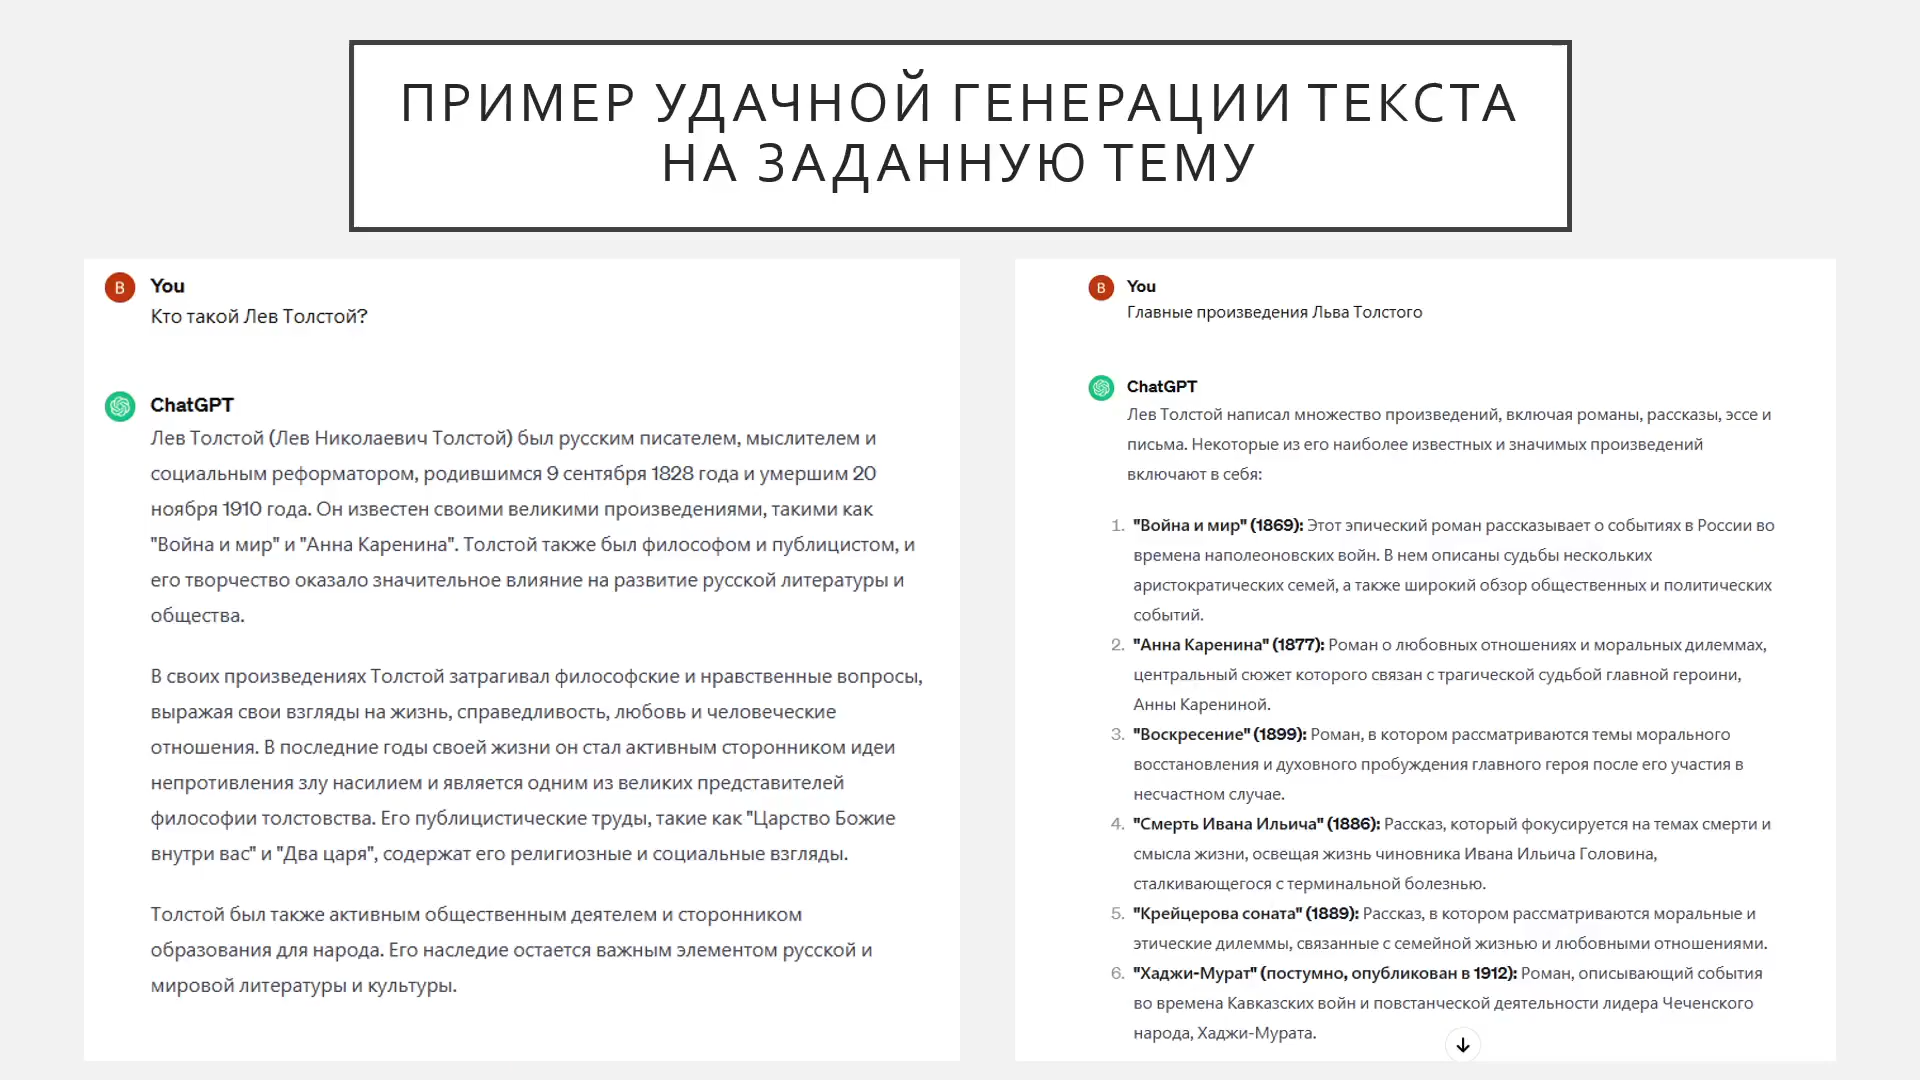 ПРИМЕР УДАЧНОЙ ГЕНЕРАЦИИ ТЕКСТА
НА ЗАДАННУЮ ТЕМУ
B
You
Кто такой Лев Толстой?
ChatGPT
Лев Толстой (Лев Николаевич Толстой) был русским писателем, мыслителем и
социальным реформатором, родившимся 9 сентября 1828 года и умершим 20
ноября 1910 года. Он известен своими великими произведениями, такими как
"Война и мир" и "Анна Каренина". Толстой также был философом и публицистом, и
его творчество оказало значительное влияние на развитие русской литературы и
общества.
В своих произведениях Толстой затрагивал философские и нравственные вопросы,
выражая свои взгляды на жизнь, справедливость, любовь и человеческие
отношения. В последние годы своей жизни он стал активным сторонником идеи
непротивления злу насилием и является одним из великих представителей
философии толстовства. Его публицистические труды, такие как "Царство Божие
внутри вас" и "Два царя", содержат его религиозные и социальные взгляды.
Толстой был также активным общественным деятелем и сторонником
образования для народа. Его наследие остается важным элементом русской и
мировой литературы и культуры.
B
You
Главные произведения Льва Толстого
ChatGPT
Лев Толстой написал множество произведений, включая романы, рассказы, эссе и
письма. Некоторые из его наиболее известных и значимых произведений
включают в себя:
1. "Война и мир" (1869): Этот эпический роман рассказывает о событиях в России во
времена наполеоновских войн. В нем описаны судьбы нескольких
аристократических семей, а также широкий обзор общественных и политических
событий.
2. "Анна Каренина" (1877): Роман о любовных отношениях и моральных дилеммах,
центральный сюжет которого связан с трагической судьбой главной героини,
Анны Карениной.
3. "Воскресение" (1899): Роман, в котором рассматриваются темы морального
восстановления и духовного пробуждения главного героя после его участия в
несчастном случае.
4. "Смерть Ивана Ильича" (1886): Рассказ, который фокусируется на темах смерти и
смысла жизни, освещая жизнь чиновника Ивана Ильича Головина,
сталкивающегося с терминальной болезнью.
5. "Крейцерова соната" (1889): Рассказ, в котором рассматриваются моральные и
этические дилеммы, связанные с семейной жизнью и любовными отношениями.
6. "Хаджи-Мурат" (постумно, опубликован в 1912): Роман, описывающий события
во времена Кавказских войн и повстанческой деятельности лидера Чеченского
народа, Хаджи-Мурата.